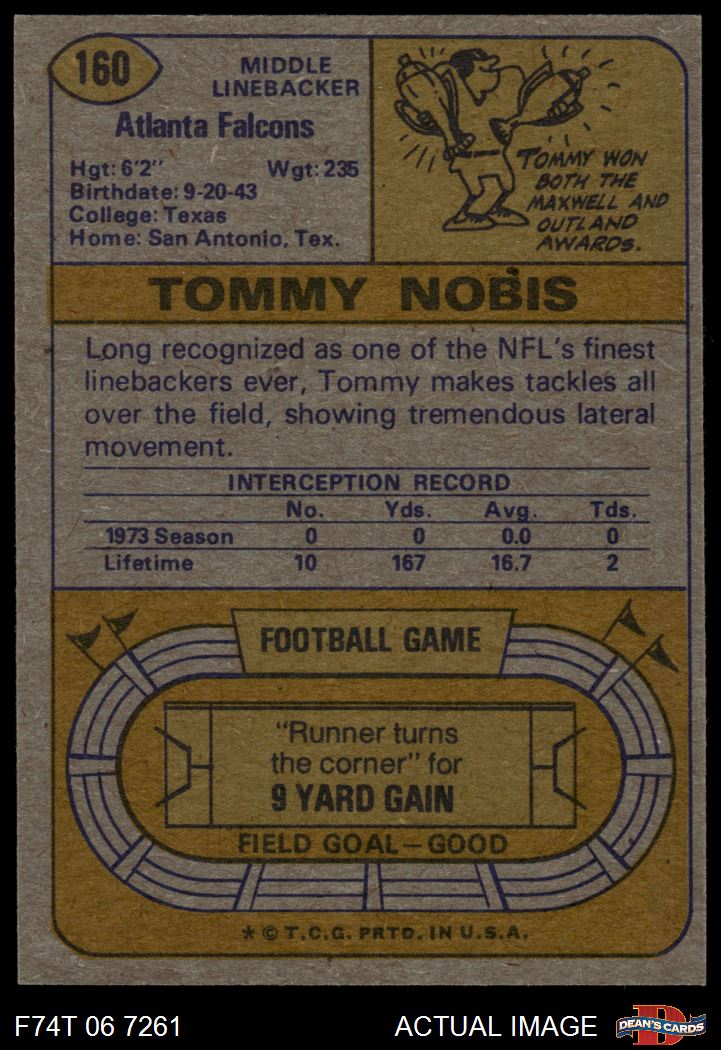 160
MIDDLE
LINEBACKER
Atlanta Falcons
Hgt: 6'2"  Wgt: 235
Birthdate: 9-20-43
College: Texas
Home: San Antonio, Tex.
TOMMY WON
BOTH THE
MAXWELL AND
OUTLAND
AWARDS.
TOMMY NOBIS
Long recognized as one of the NFL's finest
linebackers ever, Tommy makes tackles all
over the field, showing tremendous lateral
movement.
INTERCEPTION RECORD
No. Yds. Avg. Tds.
1973 Season 0 0 0.0 0
Lifetime 10 167 16.7 2
FOOTBALL GAME
"Runner turns
the corner" for
9 YARD GAIN
FIELD GOAL—GOOD
* © T.C.G. PRTD. IN U.S.A.
F74T 06 7261 ACTUAL IMAGE
D
DEAN'S CARDS